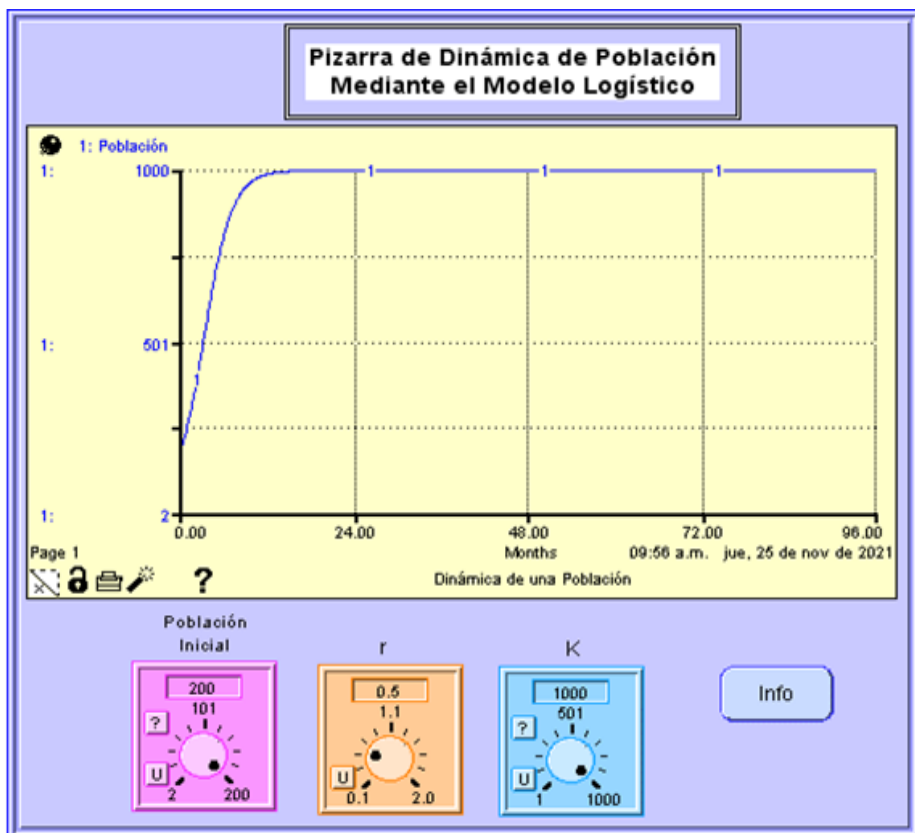 Pizarra de Dinámica de Población
Mediante el Modelo Logístico
1: Población
1: 1000
1 1 1
1: 501
1
1: 2
0.00 24.00 48.00 72.00 96.00
Page 1 Months 09:56 a.m. jue, 25 de nov de 2021
? Dinámica de una Población
Población
Inicial r K
200 0.5 1000
101 1.1 501
? ?
U U U
2 200 0.1 2.0 1 1000
Info